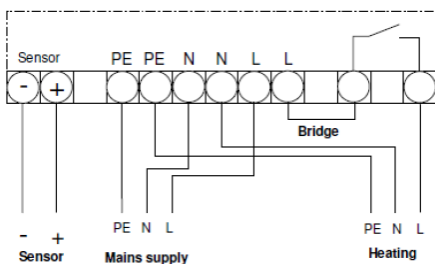 Sensor PE PE N N L L
- +
Bridge
PE N L PE N L
- +
Sensor Mains supply Heating